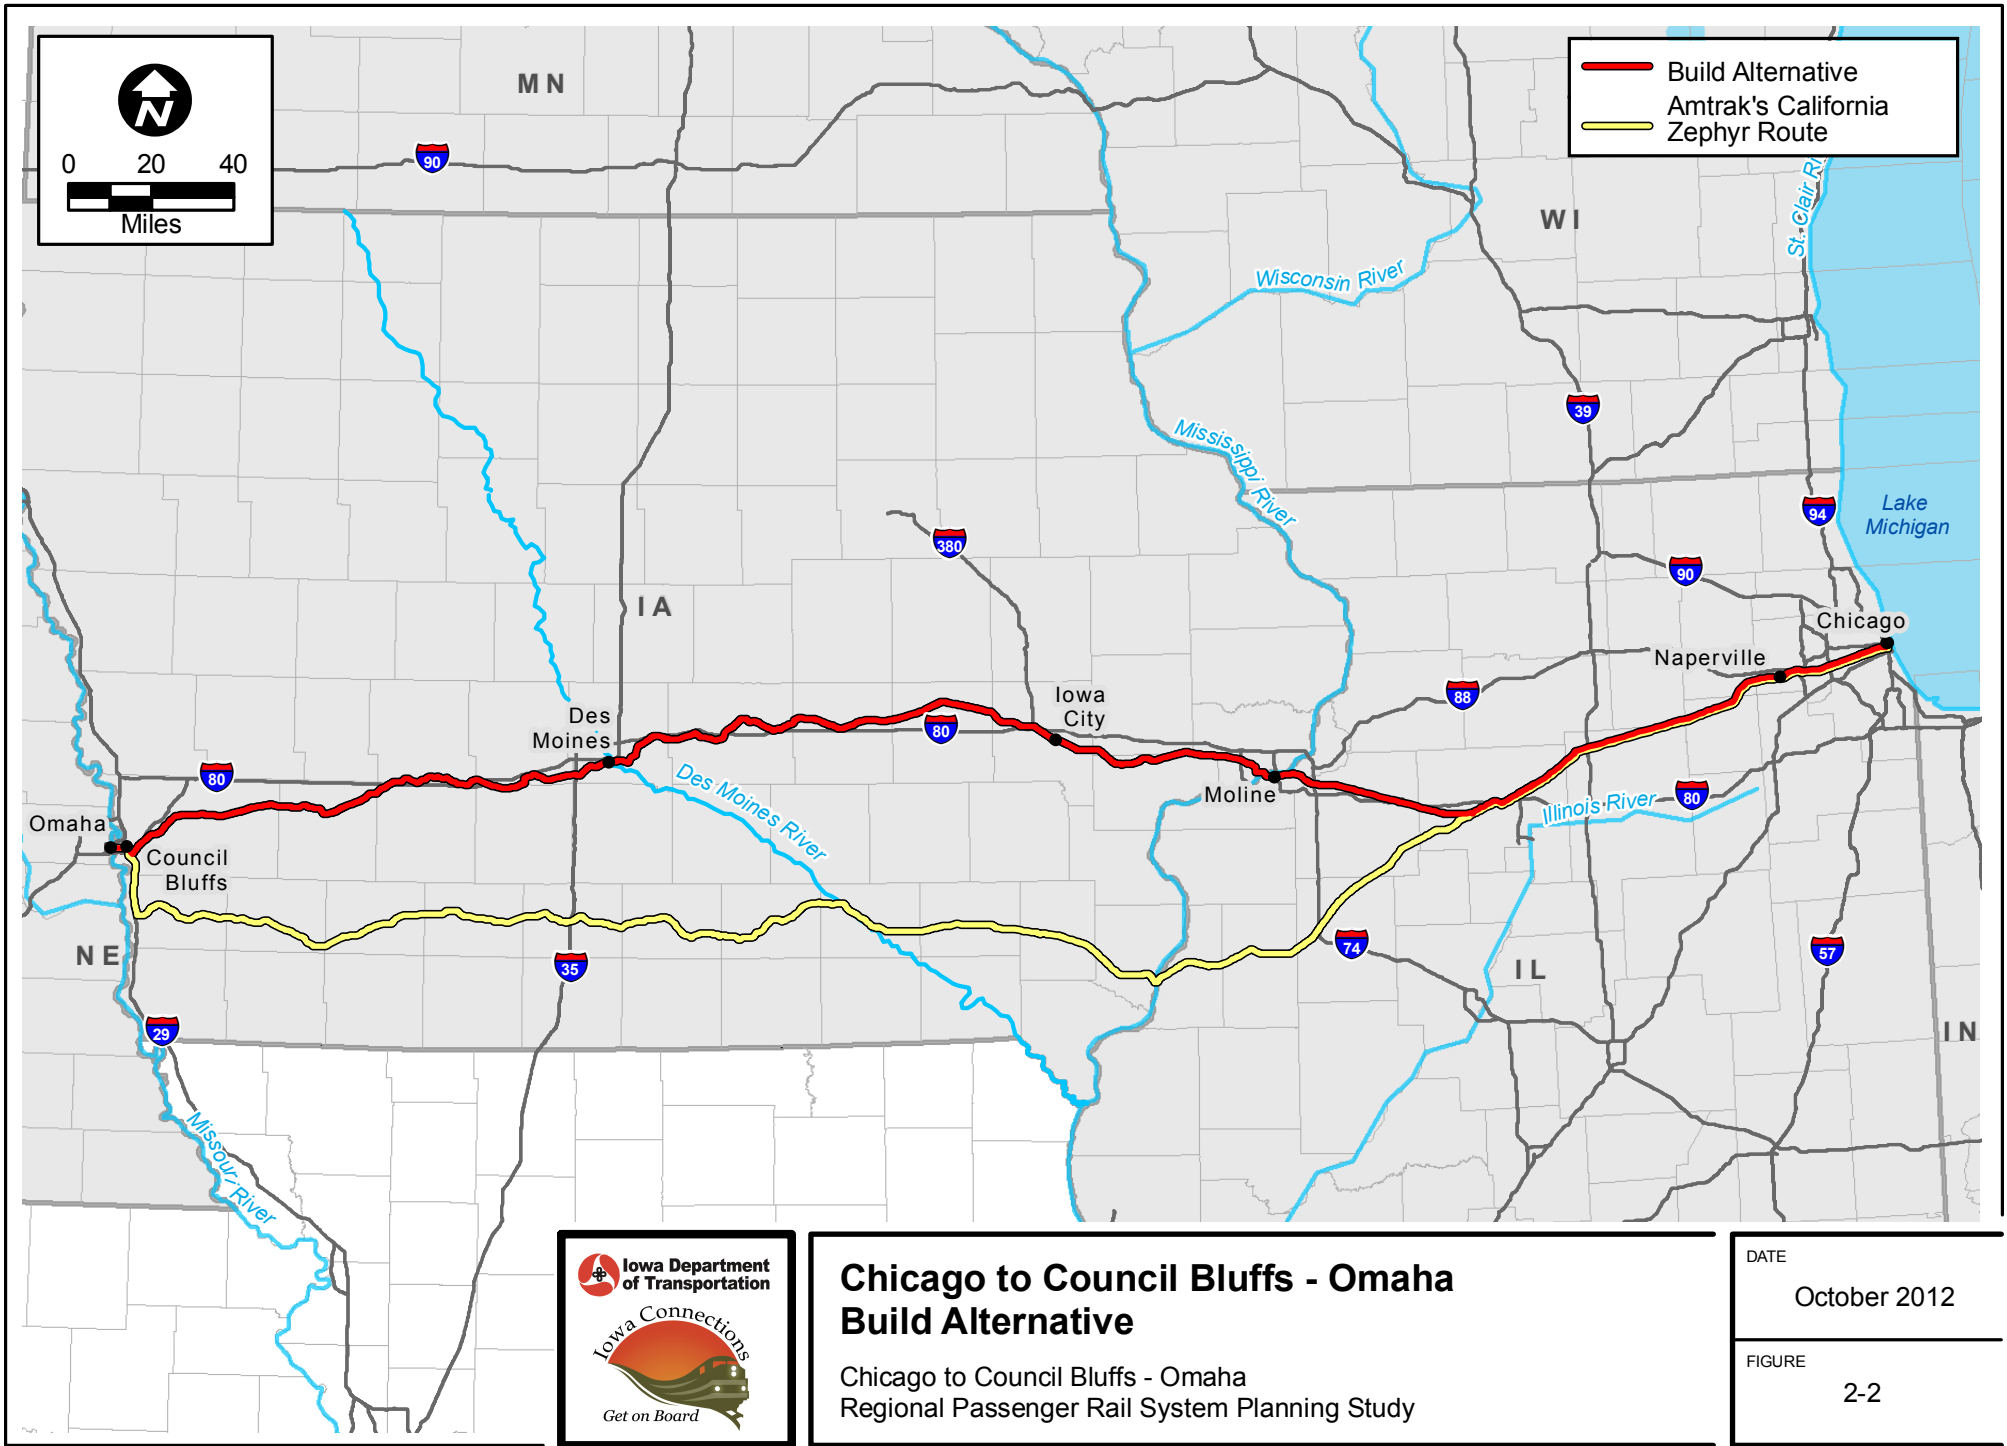 N
0 20 40
Miles
Build Alternative
Amtrak's California
Zephyr Route
MN
90
WI
St. Clair Ri
Wisconsin River
39
Mississippi River
94
Lake
Michigan
380
90
IA
Chicago
Naperville
Iowa
City
88
Des
Moines
80
80
Des Moines River
Moline
Illinois River
80
Omaha
Council
Bluffs
NE
35
74
IL
57
29
IN
Missouri River
Iowa Department
of Transportation
Iowa Connections
Get on Board
Chicago to Council Bluffs - Omaha
Build Alternative
Chicago to Council Bluffs - Omaha
Regional Passenger Rail System Planning Study
DATE
October 2012
FIGURE
2-2